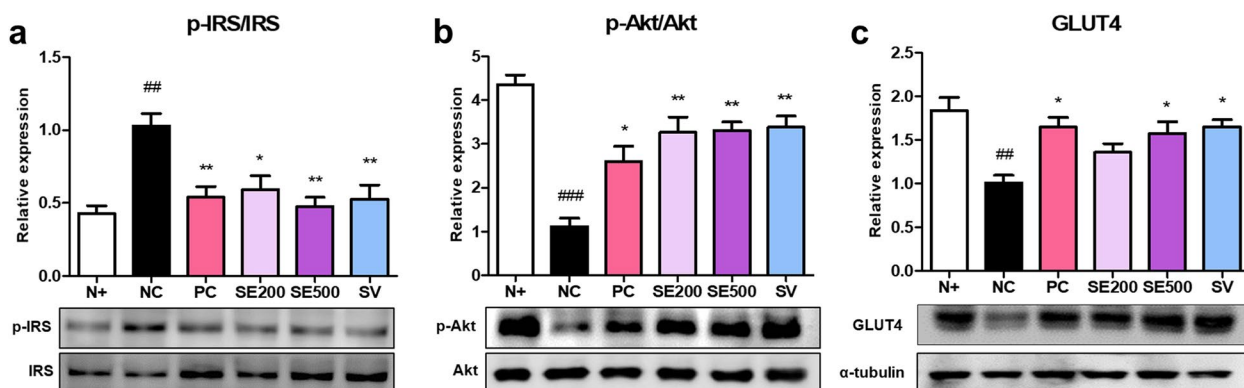 a
p-IRS/IRS
Relative expression
1.5
1.0
0.5
0.0
##
**
*
**
**
N+ NC PC SE200 SE500 SV
p-IRS
IRS
b
p-Akt/Akt
Relative expression
5
4
3
2
1
0
###
*
**
**
**
N+ NC PC SE200 SE500 SV
p-Akt
Akt
c
GLUT4
Relative expression
2.5
2.0
1.5
1.0
0.5
0.0
##
*
*
*
N+ NC PC SE200 SE500 SV
GLUT4
α-tubulin